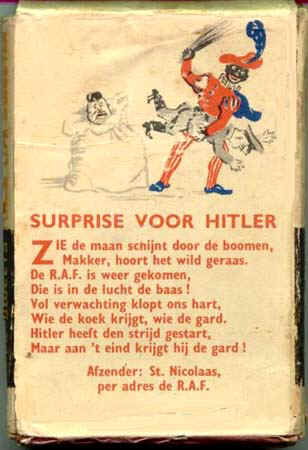 SURPRISE VOOR HITLER
ZIE de maan schijnt door de boomen,
Makker, hoort het wild geraas.
De R.A.F. is weer gekomen,
Die is in de lucht de baas!
Vol verwachting klopt ons hart,
Wie de koek krijgt, wie de gard.
Hitler heeft den strijd gestart,
Maar aan 't eind krijgt hij de gard!
Afzender: St. Nicolaas,
per adres de R.A.F.